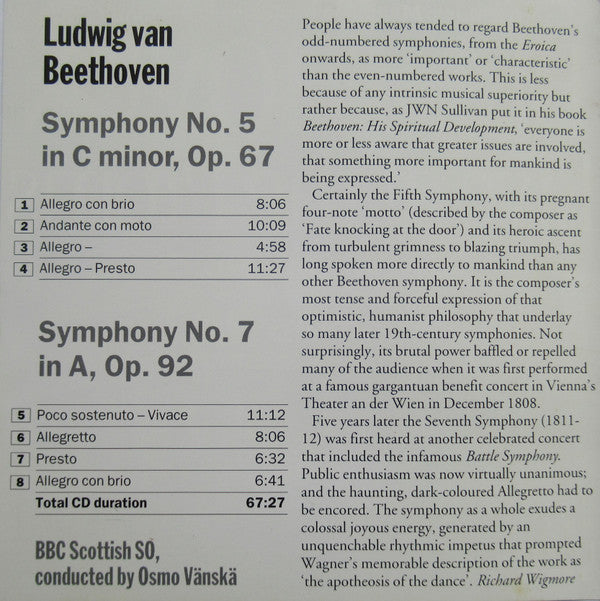 Ludwig van
Beethoven
Symphony No. 5
in C minor, Op. 67
1 Allegro con brio 8:06
2 Andante con moto 10:09
3 Allegro – 4:58
4 Allegro – Presto 11:27
Symphony No. 7
in A, Op. 92
5 Poco sostenuto – Vivace 11:12
6 Allegretto 8:06
7 Presto 6:32
8 Allegro con brio 6:41
Total CD duration 67:27
BBC Scottish SO,
conducted by Osmo Vänskä
People have always tended to regard Beethoven's
odd-numbered symphonies, from the Eroica
onwards, as more 'important' or 'characteristic'
than the even-numbered works. This is less
because of any intrinsic musical superiority but
rather because, as JWN Sullivan put it in his book
Beethoven: His Spiritual Development, 'everyone is
more or less aware that greater issues are involved,
that something more important for mankind is
being expressed.'
Certainly the Fifth Symphony, with its pregnant
four-note 'motto' (described by the composer as
'Fate knocking at the door') and its heroic ascent
from turbulent grimness to blazing triumph, has
long spoken more directly to mankind than any
other Beethoven symphony. It is the composer's
most tense and forceful expression of that
optimistic, humanist philosophy that underlay
so many later 19th-century symphonies. Not
surprisingly, its brutal power baffled or repelled
many of the audience when it was first performed
at a famous gargantuan benefit concert in Vienna's
Theater an der Wien in December 1808.
Five years later the Seventh Symphony (1811-
12) was first heard at another celebrated concert
that included the infamous Battle Symphony.
Public enthusiasm was now virtually unanimous;
and the haunting, dark-coloured Allegretto had to
be encored. The symphony as a whole exudes a
colossal joyous energy, generated by an
unquenchable rhythmic impetus that prompted
Wagner's memorable description of the work as
'the apotheosis of the dance'. Richard Wigmore